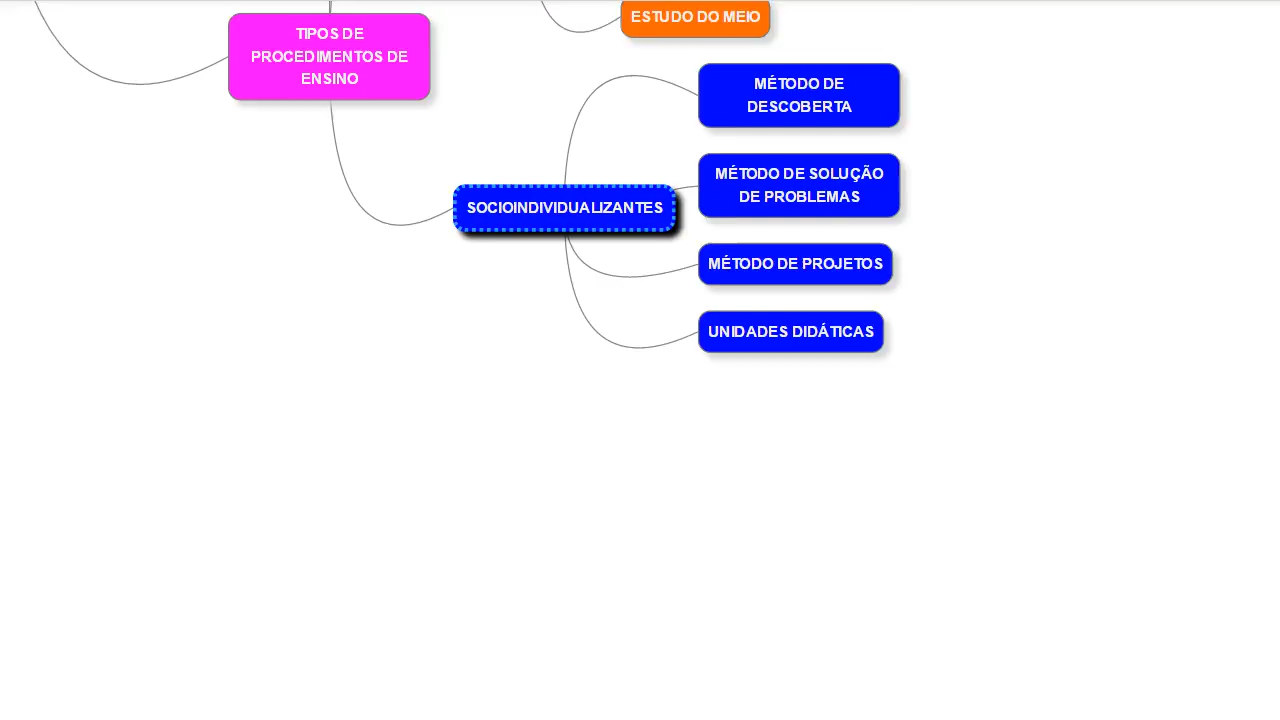 ESTUDO DO MEIO
TIPOS DE
PROCEDIMENTOS DE
ENSINO
MÉTODO DE
DESCOBERTA
MÉTODO DE SOLUÇÃO
DE PROBLEMAS
SOCIOINDIVIDUALIZANTES
MÉTODO DE PROJETOS
UNIDADES DIDÁTICAS